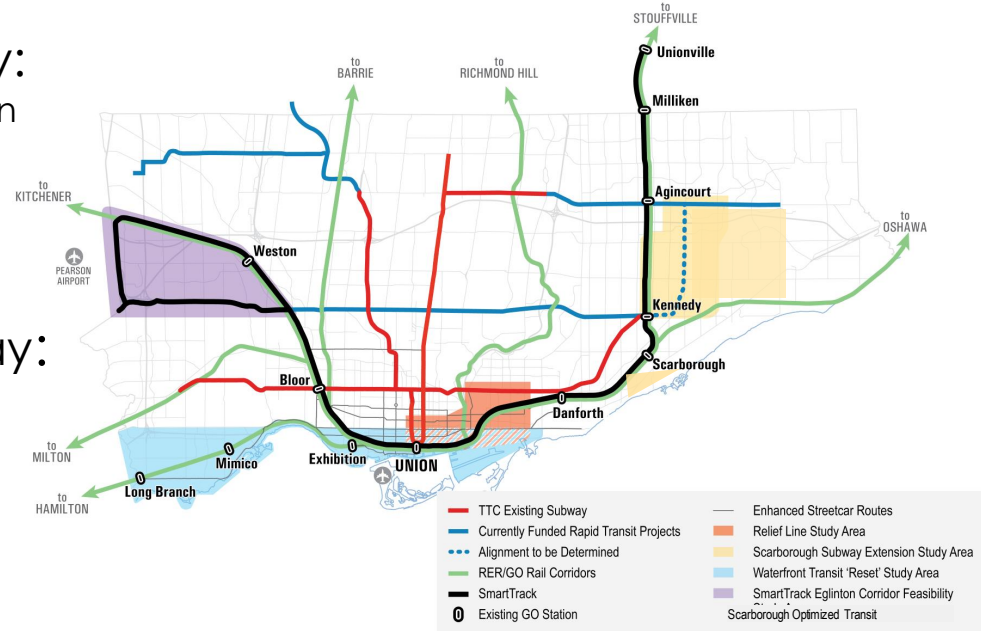 y:
n
ay:
to
STOUFFVILLE
Unionville
to
BARRIE
to
RICHMOND HILL
Milliken
to
KITCHENER
Agincourt
to
OSHAWA
Weston
PEARSON
AIRPORT
Kennedy
Scarborough
Bloor
Danforth
to
MILTON
Mimico
Exhibition
UNION
Long Branch
to
HAMILTON
TTC Existing Subway
Currently Funded Rapid Transit Projects
Alignment to be Determined
RER/GO Rail Corridors
SmartTrack
Existing GO Station
Enhanced Streetcar Routes
Relief Line Study Area
Scarborough Subway Extension Study Area
Waterfront Transit ‘Reset’ Study Area
SmartTrack Eglinton Corridor Feasibility
Scarborough Optimized Transit